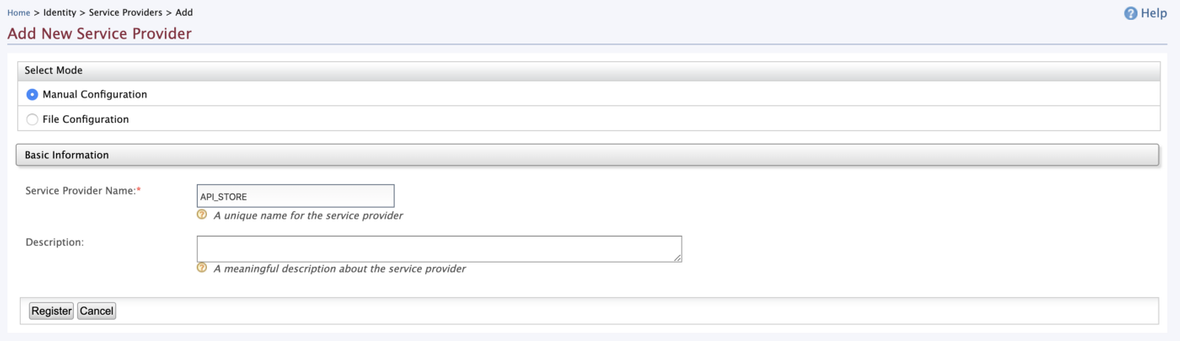 Home > Identity > Service Providers > Add
Help
Add New Service Provider
Select Mode
Manual Configuration
File Configuration
Basic Information
Service Provider Name:*
API_STORE
A unique name for the service provider
Description:
A meaningful description about the service provider
Register Cancel